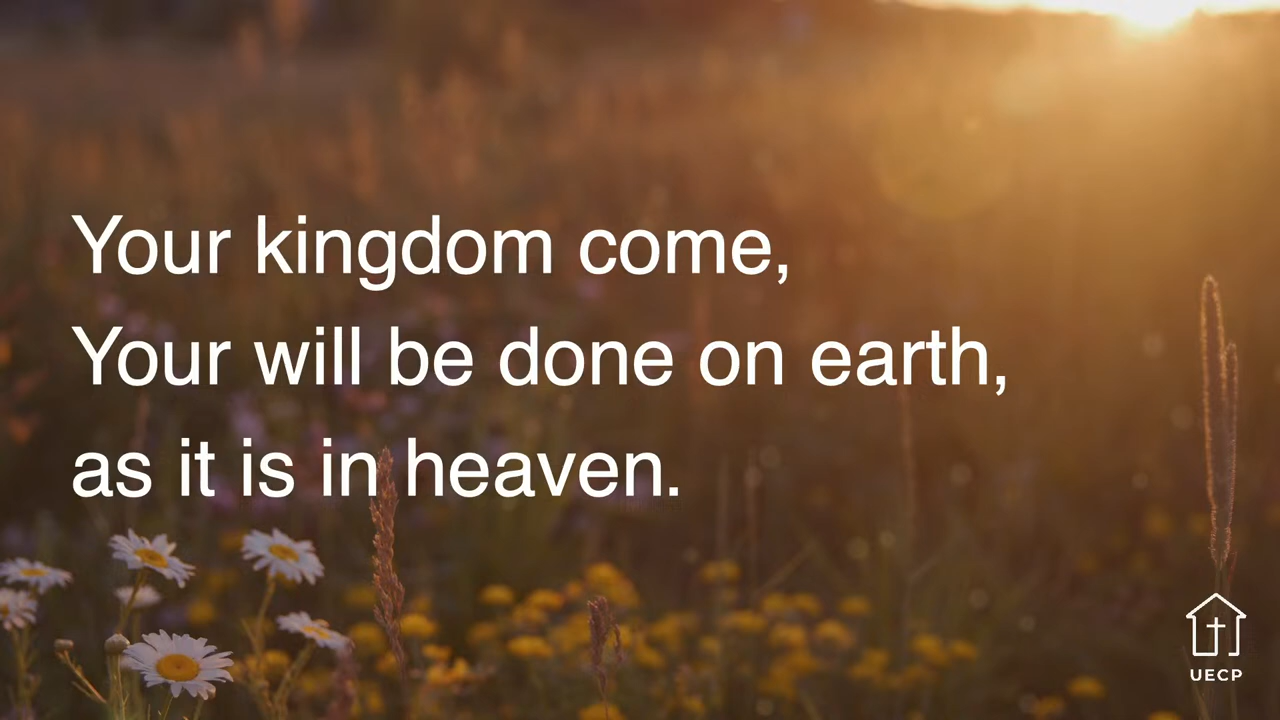 Your kingdom come,
Your will be done on earth,
as it is in heaven.
UECP